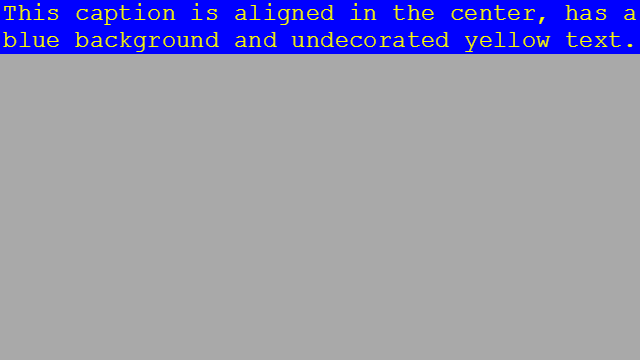 This caption is aligned in the center, has a
blue background and undecorated yellow text.